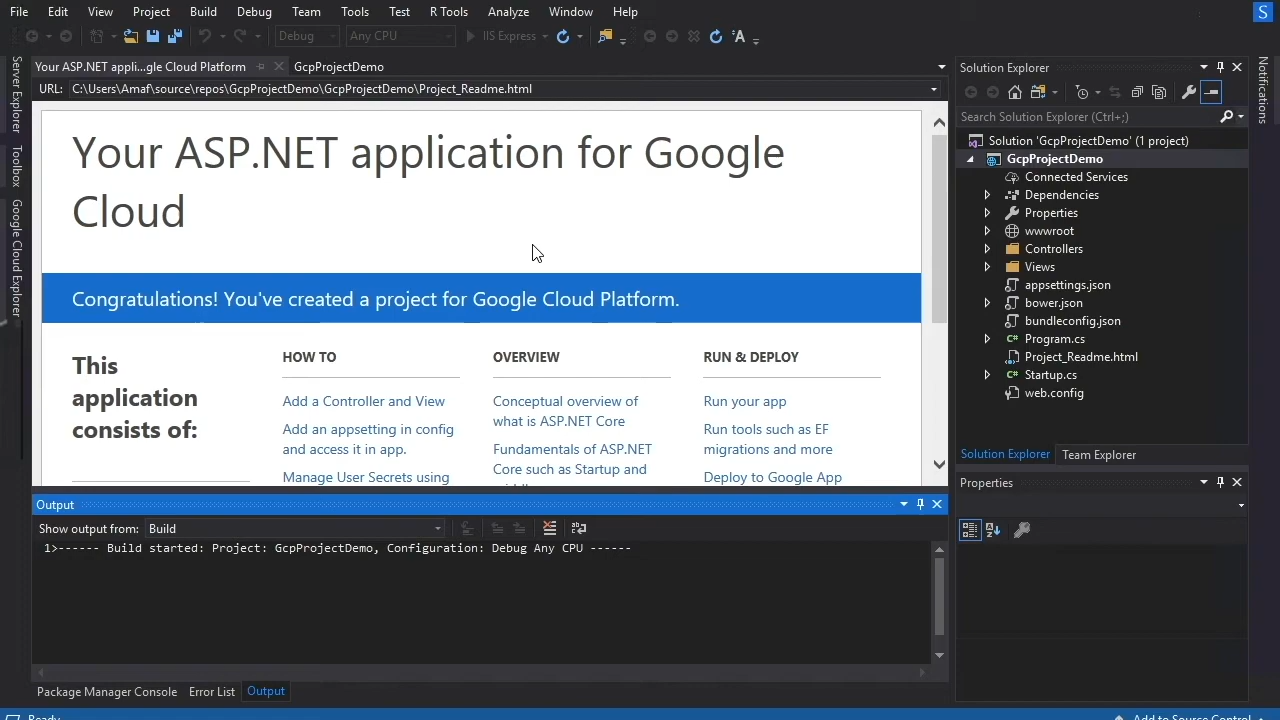 File Edit View Project Build Debug Team Tools Test R Tools Analyze Window Help
S
Debug Any CPU IIS Express
Your ASP.NET appli...gle Cloud Platform GcpProjectDemo
URL: C:\Users\Amaf\source\repos\GcpProjectDemo\GcpProjectDemo\Project_Readme.html
Server Explorer
Toolbox
Google Cloud Explorer
Your ASP.NET application for Google
Cloud
Congratulations! You've created a project for Google Cloud Platform.
This
application
consists of:
HOW TO
Add a Controller and View
Add an appsetting in config
and access it in app.
Manage User Secrets using
OVERVIEW
Conceptual overview of
what is ASP.NET Core
Fundamentals of ASP.NET
Core such as Startup and
RUN & DEPLOY
Run your app
Run tools such as EF
migrations and more
Deploy to Google App
Output
Show output from: Build
1>------ Build started: Project: GcpProjectDemo, Configuration: Debug Any CPU ------
Package Manager Console Error List Output
Solution Explorer
Search Solution Explorer (Ctrl+;)
Solution 'GcpProjectDemo' (1 project)
GcpProjectDemo
Connected Services
Dependencies
Properties
wwwroot
Controllers
Views
appsettings.json
bower.json
bundleconfig.json
Program.cs
Project_Readme.html
Startup.cs
web.config
Solution Explorer Team Explorer
Properties
Notifications
Ready
Add to Source Control